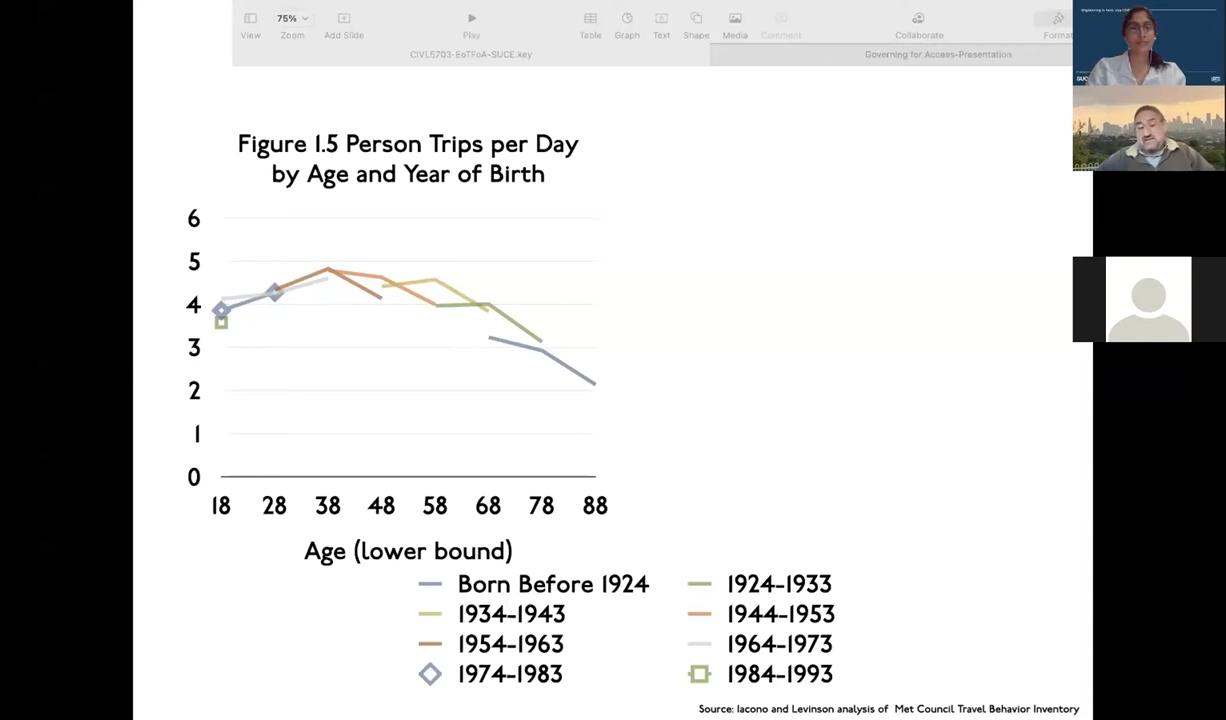 75%
View
Zoom
Add Slide
Play
Table
Graph
Text
Shape
Media
Comment
Collaborate
Format
CIVL5703-EoTFoA-SUCE.key
Governing for Access-Presentation
Figure 1.5 Person Trips per Day
by Age and Year of Birth
6
5
4
3
2
1
0
18 28 38 48 58 68 78 88
Age (lower bound)
Born Before 1924
1924-1933
1934-1943
1944-1953
1954-1963
1964-1973
1974-1983
1984-1993
Source: Iacono and Levinson analysis of Met Council Travel Behavior Inventory